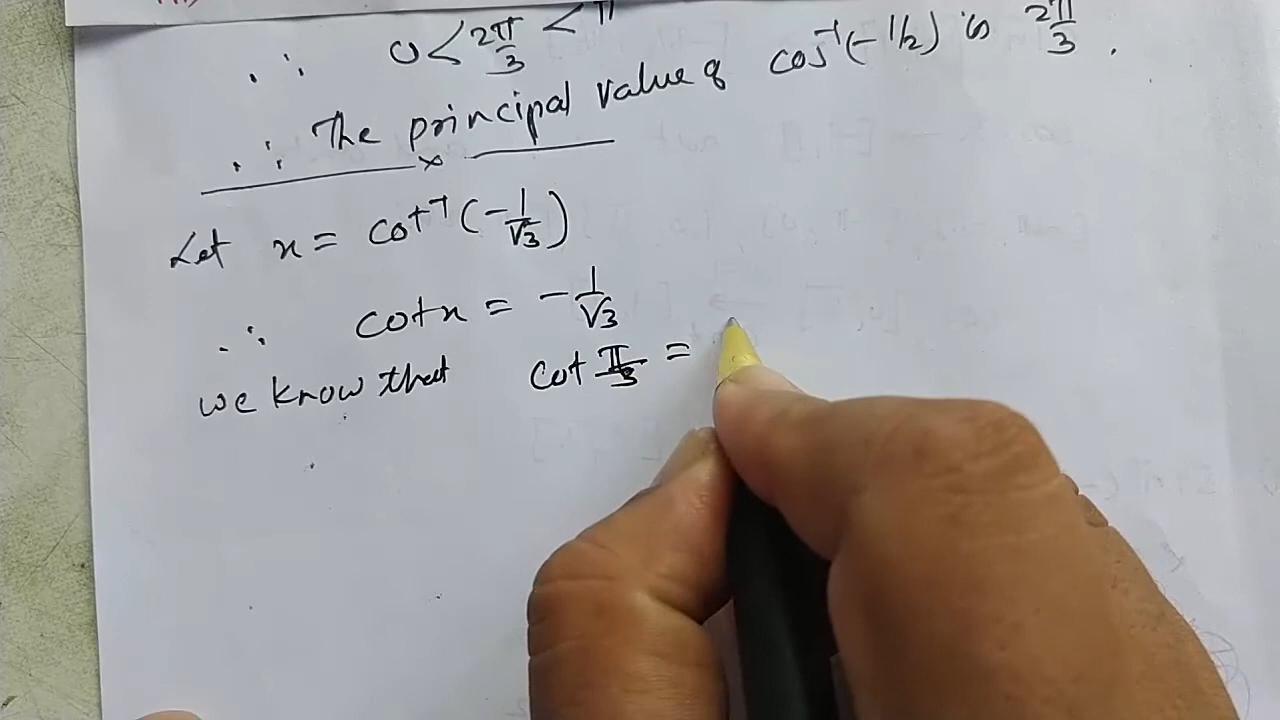 ∴ 0 < 2π/3 < π
∴ The principal value of cos⁻¹(-1/2) is 2π/3.
x
Let x = cot⁻¹(-1/√3)
∴ cot x = -1/√3
we know that cot π/3 =